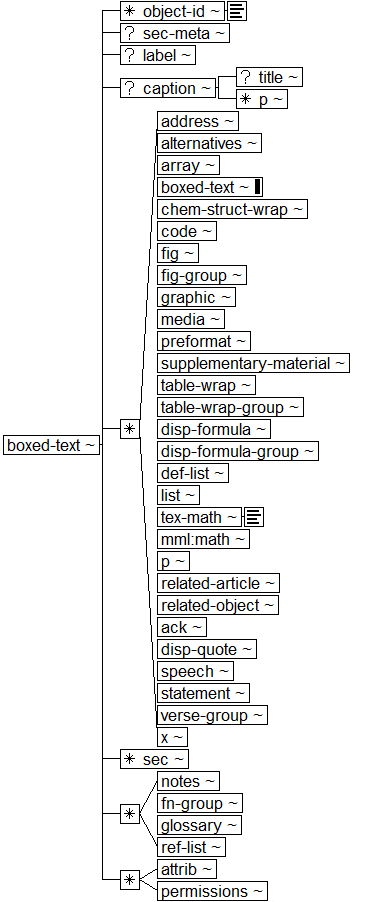 * object-id ~
? sec-meta ~
? label ~
? caption ~
? title ~
* p ~
address ~
alternatives ~
array ~
boxed-text ~
chem-struct-wrap ~
code ~
fig ~
fig-group ~
graphic ~
media ~
preformat ~
supplementary-material ~
table-wrap ~
table-wrap-group ~
*
disp-formula ~
boxed-text ~
disp-formula-group ~
def-list ~
list ~
tex-math ~
mml:math ~
p ~
related-article ~
related-object ~
ack ~
disp-quote ~
speech ~
statement ~
verse-group ~
x ~
* sec ~
notes ~
fn-group ~
*
glossary ~
ref-list ~
attrib ~
*
permissions ~